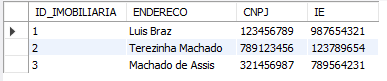 ID_IMOBILIARIA ENDERECO CNPJ IE
1 Luis Braz 123456789 987654321
2 Terezinha Machado 789123456 123789654
3 Machado de Assis 321456987 789564231